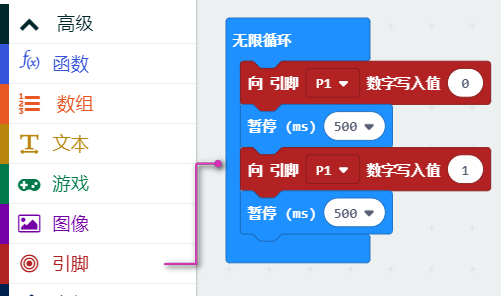 高级
f(x) 函数
数组
文本
游戏
图像
引脚
无限循环
向 引脚 P1 数字写入值 0
暂停 (ms) 500
向 引脚 P1 数字写入值 1
暂停 (ms) 500